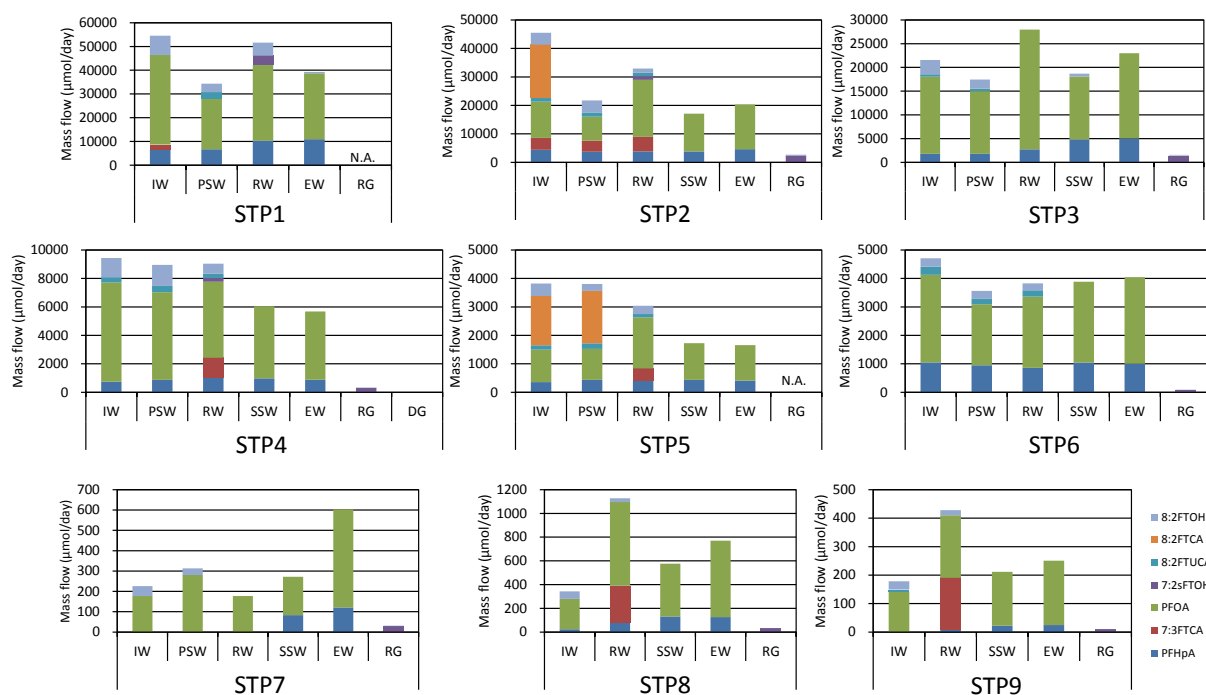 60000
50000
40000
30000
20000
10000
0
Mass flow (µmol/day)
N.A.
IW PSW RW EW RG
STP1
50000
40000
30000
20000
10000
0
Mass flow (µmol/day)
IW PSW RW SSW EW RG
STP2
30000
25000
20000
15000
10000
5000
0
Mass flow (µmol/day)
IW PSW RW SSW EW RG
STP3
10000
8000
6000
4000
2000
0
Mass flow (µmol/day)
IW PSW RW SSW EW RG DG
STP4
5000
4000
3000
2000
1000
0
Mass flow (µmol/day)
N.A.
IW PSW RW SSW EW RG
STP5
5000
4000
3000
2000
1000
0
Mass flow (µmol/day)
IW PSW RW SSW EW RG
STP6
700
600
500
400
300
200
100
0
Mass flow (µmol/day)
IW PSW RW SSW EW RG
STP7
1200
1000
800
600
400
200
0
Mass flow (µmol/day)
IW RW SSW EW RG
STP8
500
400
300
200
100
0
Mass flow (µmol/day)
IW RW SSW EW RG
STP9
8:2FTOH
8:2FTCA
8:2FTUCA
7:2sFTOH
PFOA
7:3FTCA
PFHpA